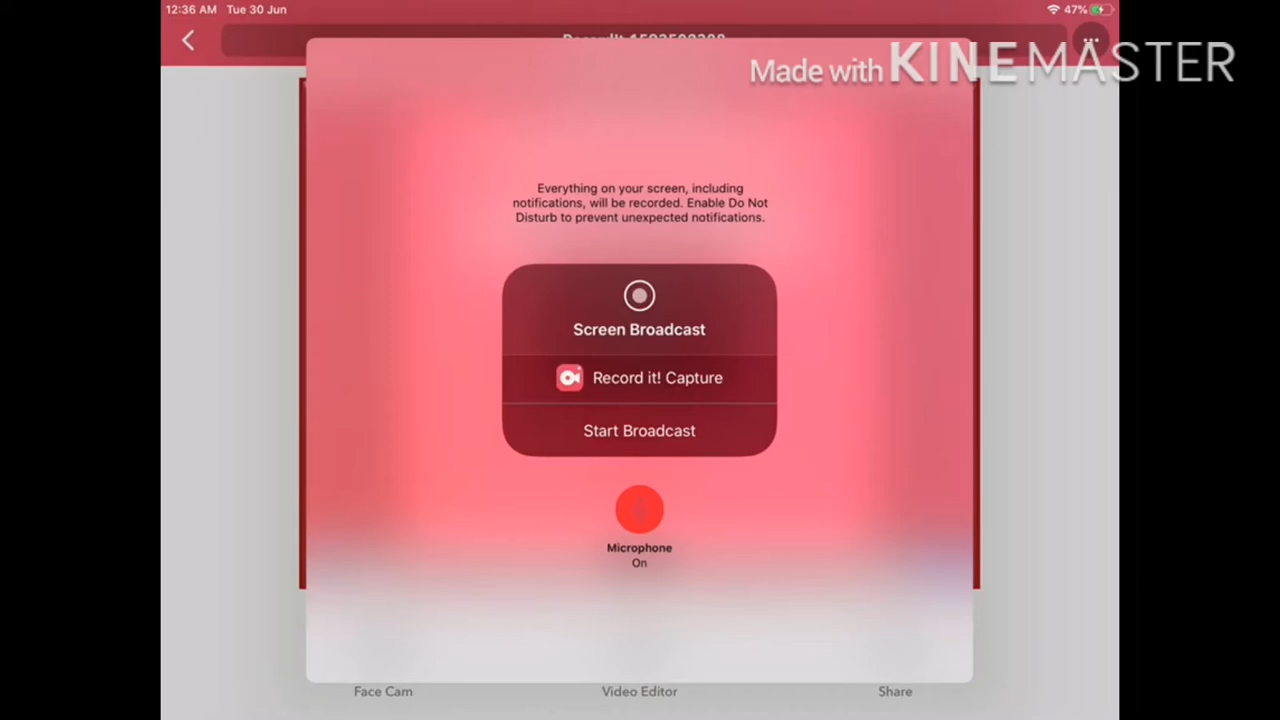 12:36 AM Tue 30 Jun
47%
Made with KINEMASTER
Everything on your screen, including
notifications, will be recorded. Enable Do Not
Disturb to prevent unexpected notifications.
Screen Broadcast
Record it! Capture
Start Broadcast
Microphone
On
Face Cam
Video Editor
Share